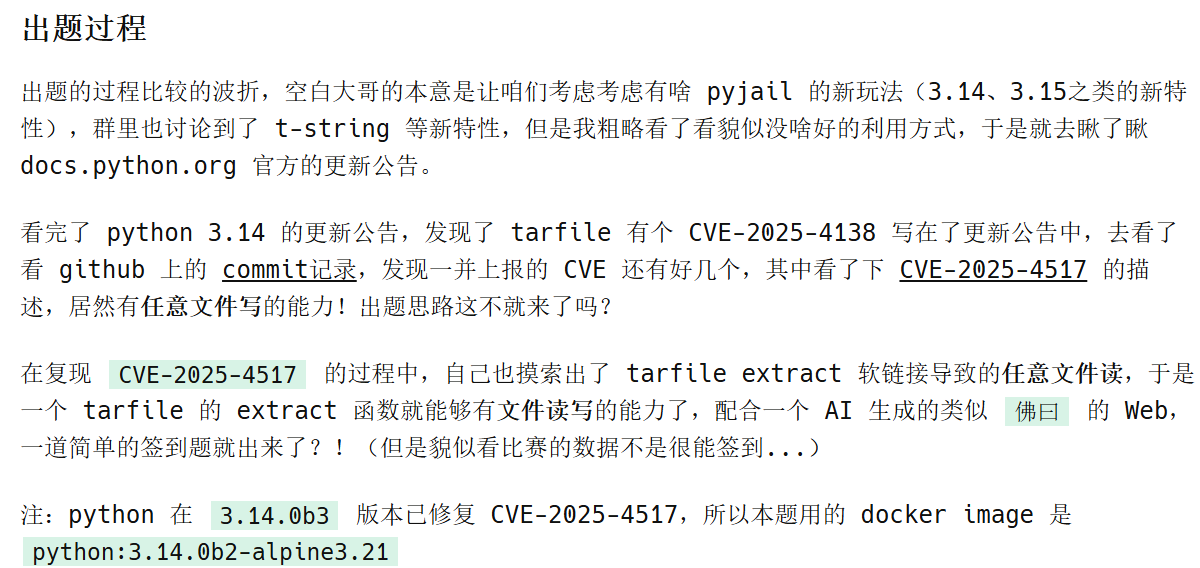 出题过程
出题的过程比较的波折，空白大哥的本意是让咱们考虑考虑有啥 pyjail 的新玩法（3.14、3.15之类的新特
性），群里也讨论到了 t-string 等新特性，但是我粗略看了看貌似没啥好的利用方式，于是就去瞅了瞅
docs.python.org 官方的更新公告。
看完了 python 3.14 的更新公告，发现了 tarfile 有个 CVE-2025-4138 写在了更新公告中，去看了
看 github 上的 commit记录，发现一并上报的 CVE 还有好几个，其中看了下 CVE-2025-4517 的描
述，居然有任意文件写的能力！出题思路这不就来了吗？
在复现 CVE-2025-4517 的过程中，自己也摸索出了 tarfile extract 软链接导致的任意文件读，于是
一个 tarfile 的 extract 函数就能够有文件读写的能力了，配合一个 AI 生成的类似 佛曰 的 Web，
一道简单的签到题就出来了？！（但是貌似看比赛的数据不是很能签到...）
注：python 在 3.14.0b3 版本已修复 CVE-2025-4517，所以本题用的 docker image 是
python:3.14.0b2-alpine3.21